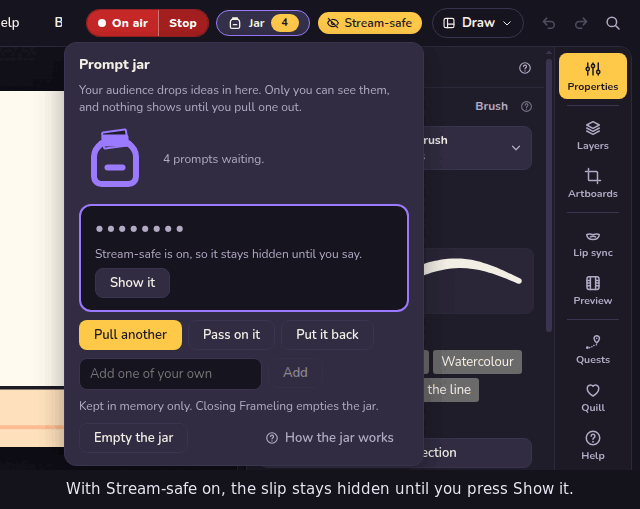 elp
B
On air
Stop
Jar
4
Stream-safe
Draw
Prompt jar
Your audience drops ideas in here. Only you can see them,
and nothing shows until you pull one out.
4 prompts waiting.
Stream-safe is on, so it stays hidden until you say.
Show it
Pull another
Pass on it
Put it back
Add one of your own
Add
Kept in memory only. Closing Frameling empties the jar.
Empty the jar
How the jar works
Brush
rush
Watercolour
the line
ection
Properties
Layers
Artboards
Lip sync
Preview
Quests
Quill
Help
With Stream-safe on, the slip stays hidden until you press Show it.